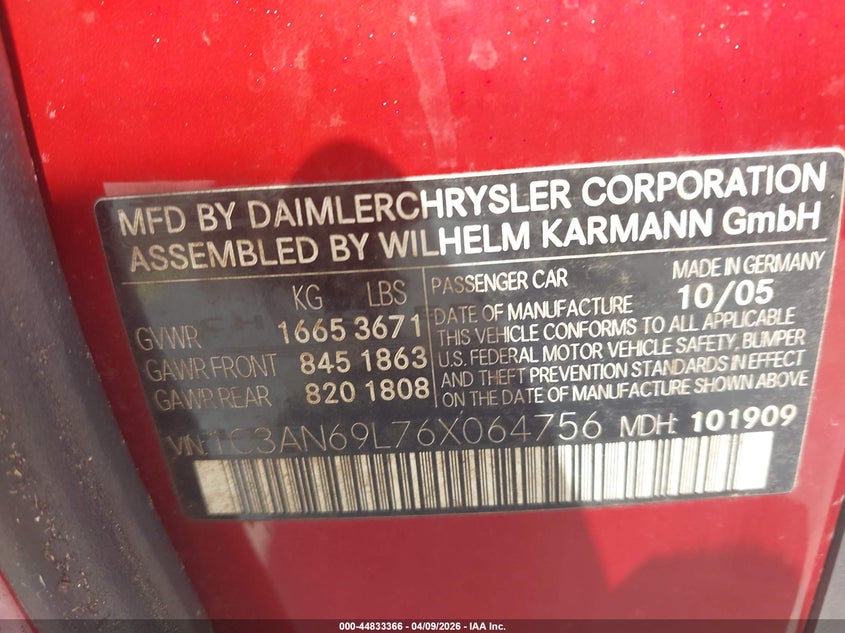 MFD BY DAIMLERCHRYSLER CORPORATION
ASSEMBLED BY WILHELM KARMANN GmbH
KG LBS
GVWR 1665 3671
GAWR FRONT 845 1863
GAWR REAR 820 1808
PASSENGER CAR MADE IN GERMANY
DATE OF MANUFACTURE 10/05
THIS VEHICLE CONFORMS TO ALL APPLICABLE
U.S. FEDERAL MOTOR VEHICLE SAFETY, BUMPER
AND THEFT PREVENTION STANDARDS IN EFFECT
ON THE DATE OF MANUFACTURE SHOWN ABOVE
VIN: 1C3AN69L76X064756 MDH: 101909
000-44833366 | 04/09/2026 - IAA Inc.